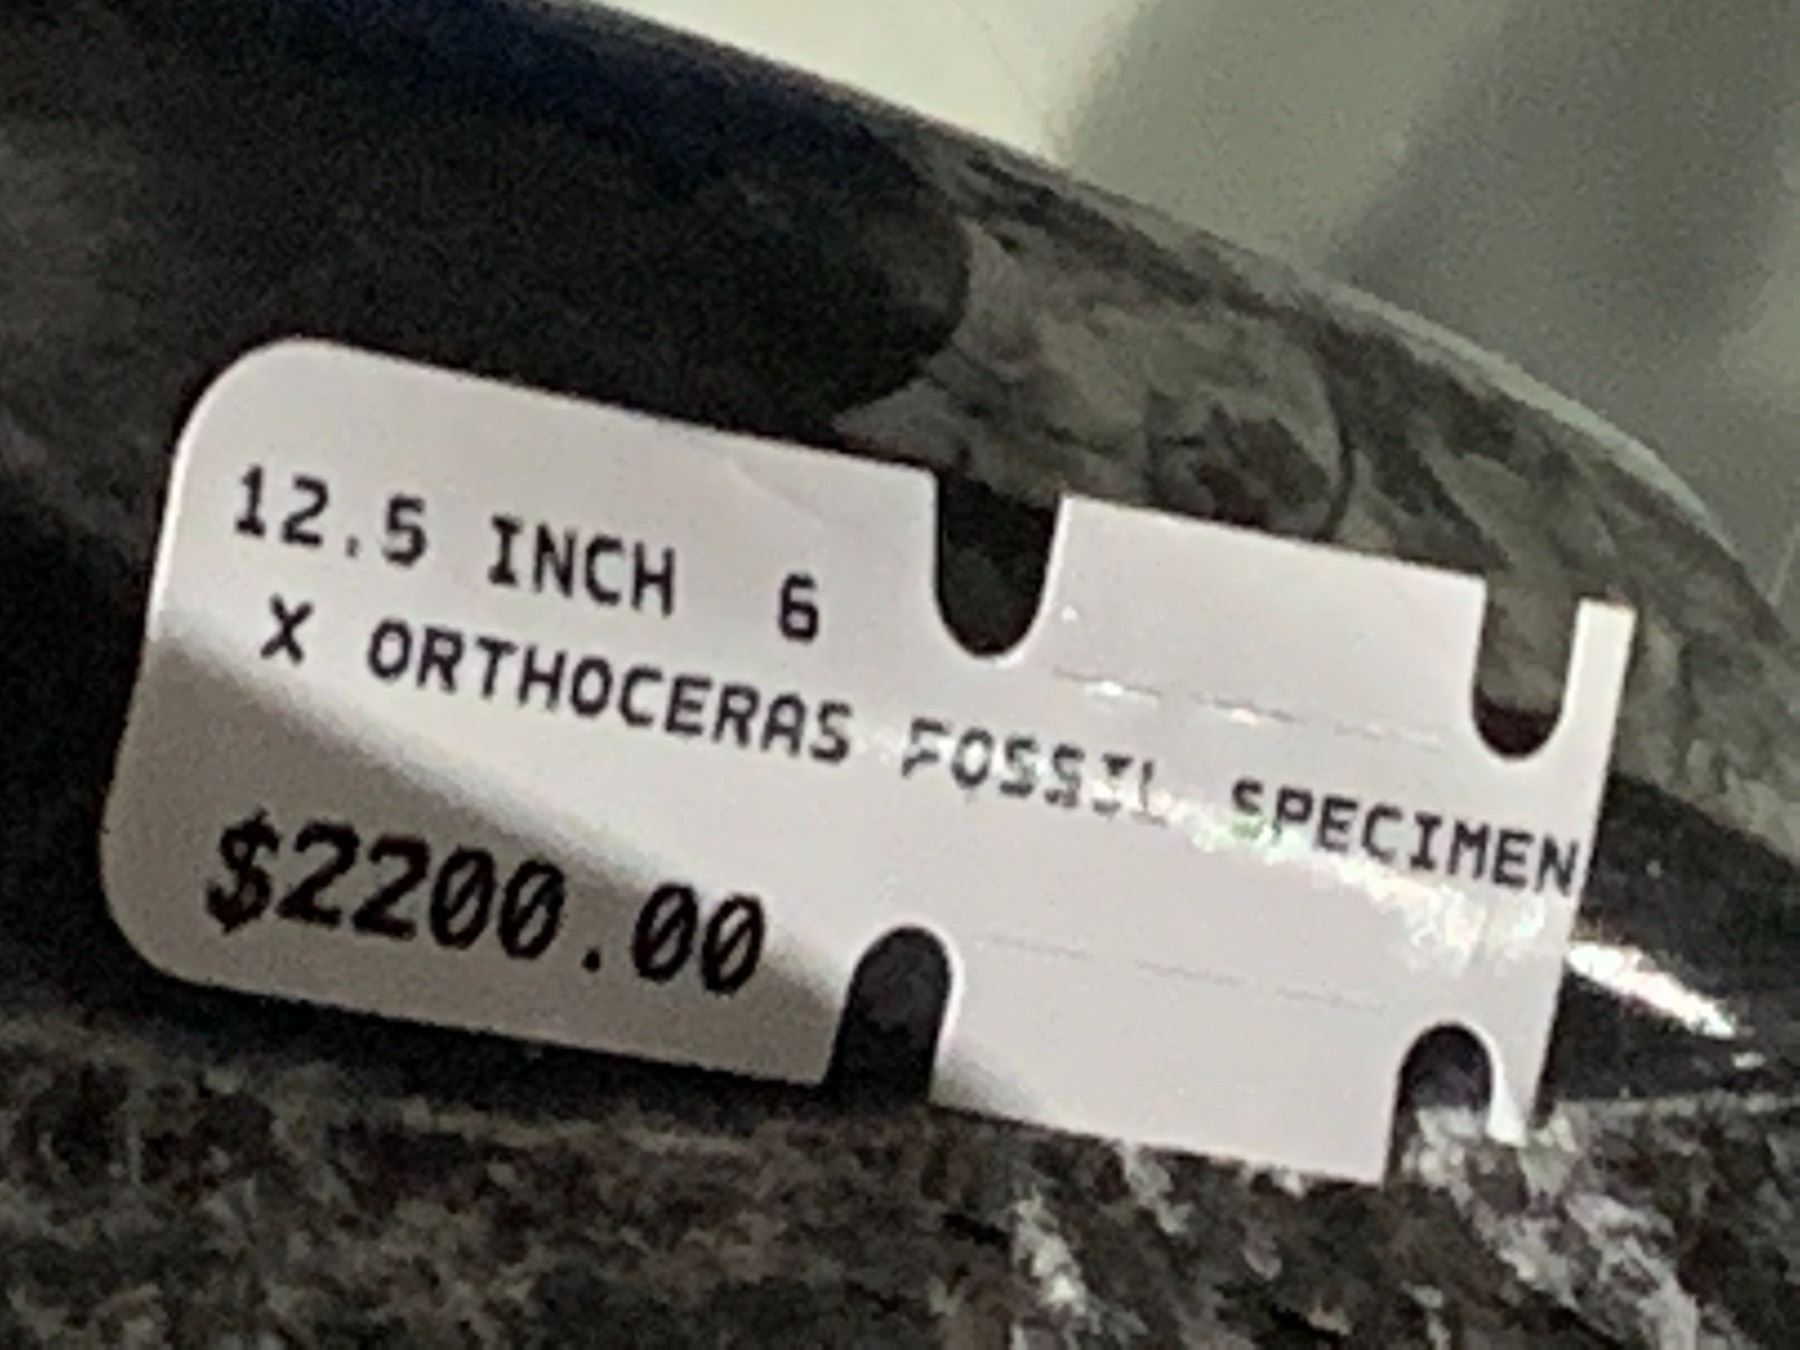 12.5 INCH 6
X ORTHOCERAS FOSSIL SPECIMEN
$2200.00